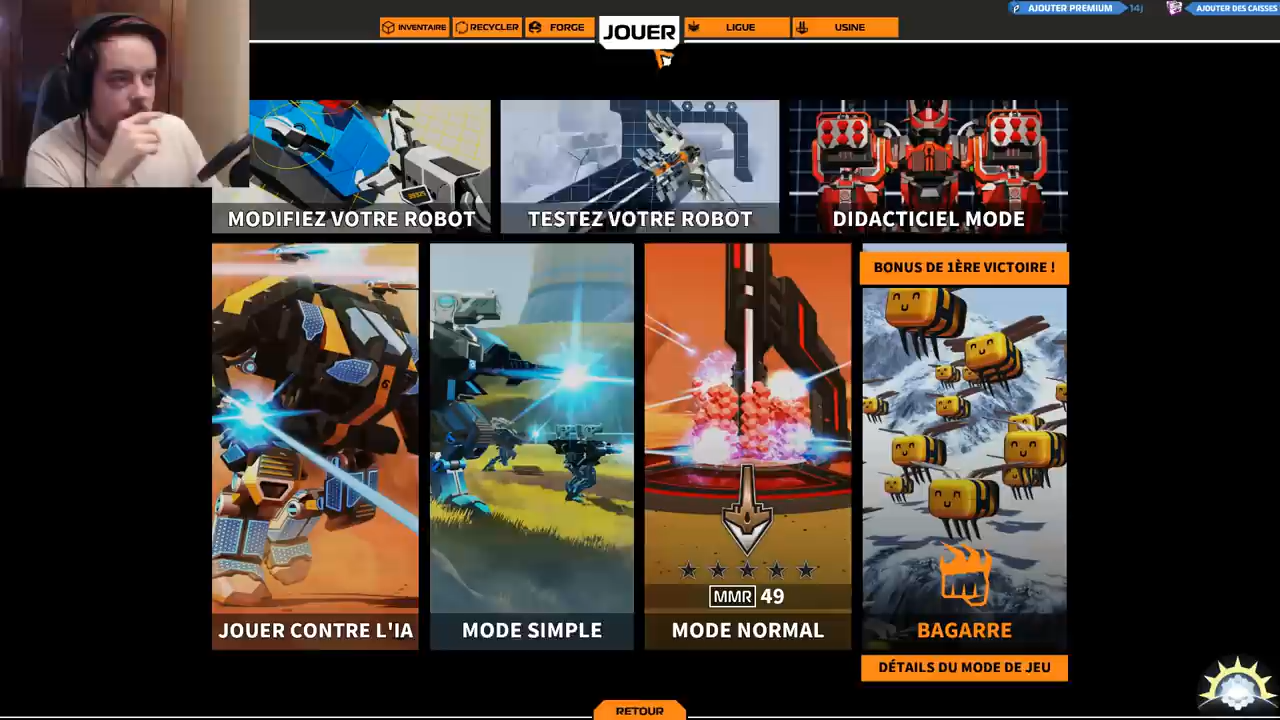 AJOUTER PREMIUM 14j AJOUTER DES CAISSES
INVENTAIRE RECYCLER FORGE JOUER LIGUE USINE
MODIFIEZ VOTRE ROBOT
TESTEZ VOTRE ROBOT
DIDACTICIEL MODE
BONUS DE 1ÈRE VICTOIRE !
6
MMR 49
JOUER CONTRE L'IA
MODE SIMPLE
MODE NORMAL
BAGARRE
DÉTAILS DU MODE DE JEU
RETOUR